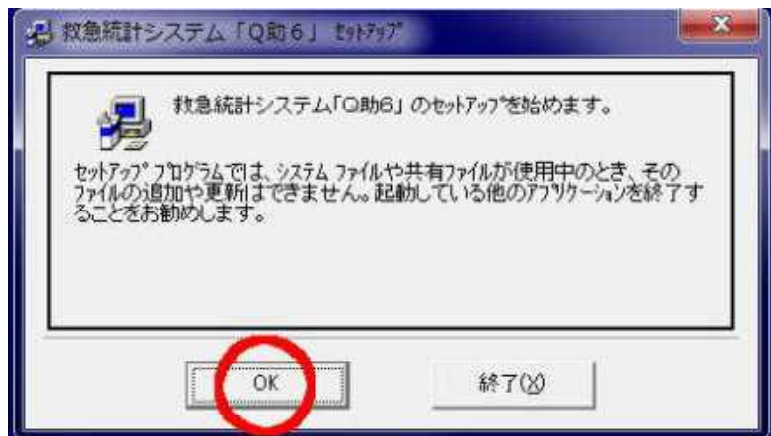 救急統計システム「Q助6」 ｾｯﾄｱｯﾌﾟ
救急統計システム「Q助6」のｾｯﾄｱｯﾌﾟを始めます。
ｾｯﾄｱｯﾌﾟ ﾌﾟﾛｸﾞﾗﾑでは、ｼｽﾃﾑ ﾌｧｲﾙや共有ﾌｧｲﾙが使用中のとき、その
ﾌｧｲﾙの追加や更新はできません。起動している他のｱﾌﾟﾘｹｰｼｮﾝを終了す
ることをお勧めします。
OK 終了(X)